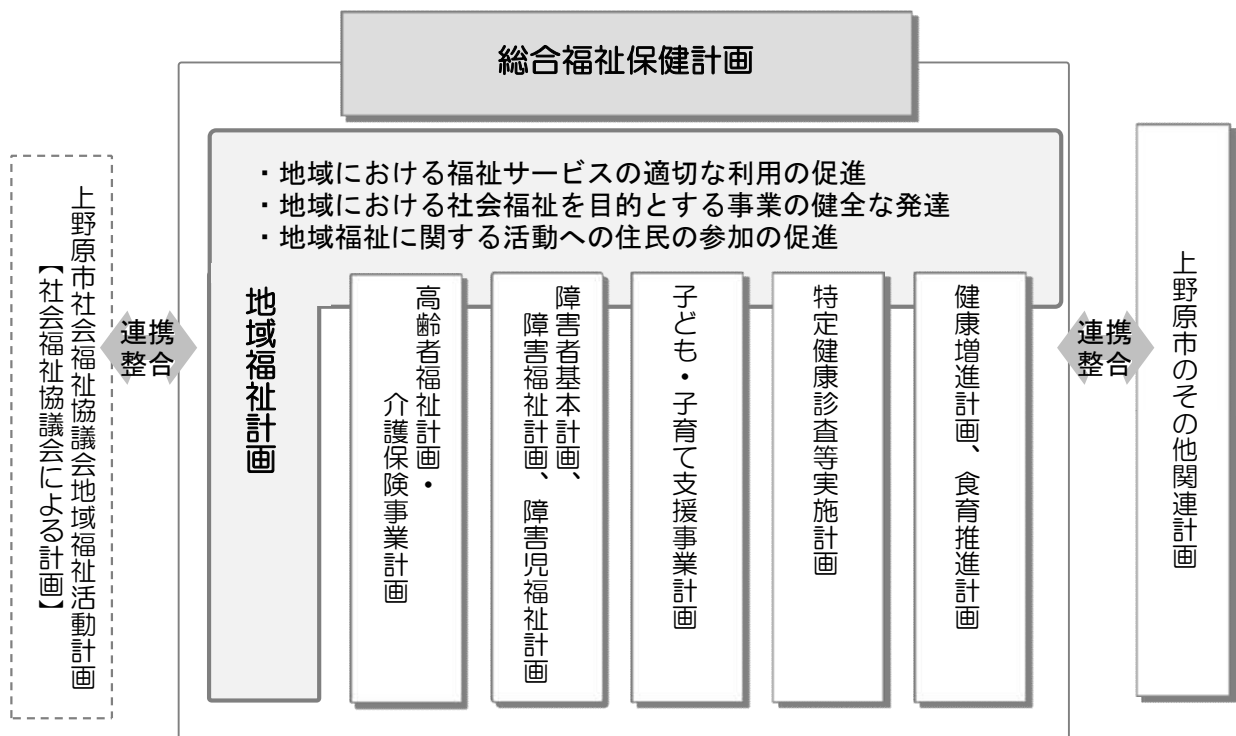 総合福祉保健計画
・地域における福祉サービスの適切な利用の促進
・地域における社会福祉を目的とする事業の健全な発達
・地域福祉に関する活動への住民の参加の促進
上野原市社会福祉協議会地域福祉活動計画
【社会福祉協議会による計画】
連携
整合
地域福祉計画
高齢者福祉計画・
介護保険事業計画
障害者基本計画、
障害福祉計画、障害児福祉計画
子ども・子育て支援事業計画
特定健康診査等実施計画
健康増進計画、食育推進計画
連携
整合
上野原市のその他関連計画